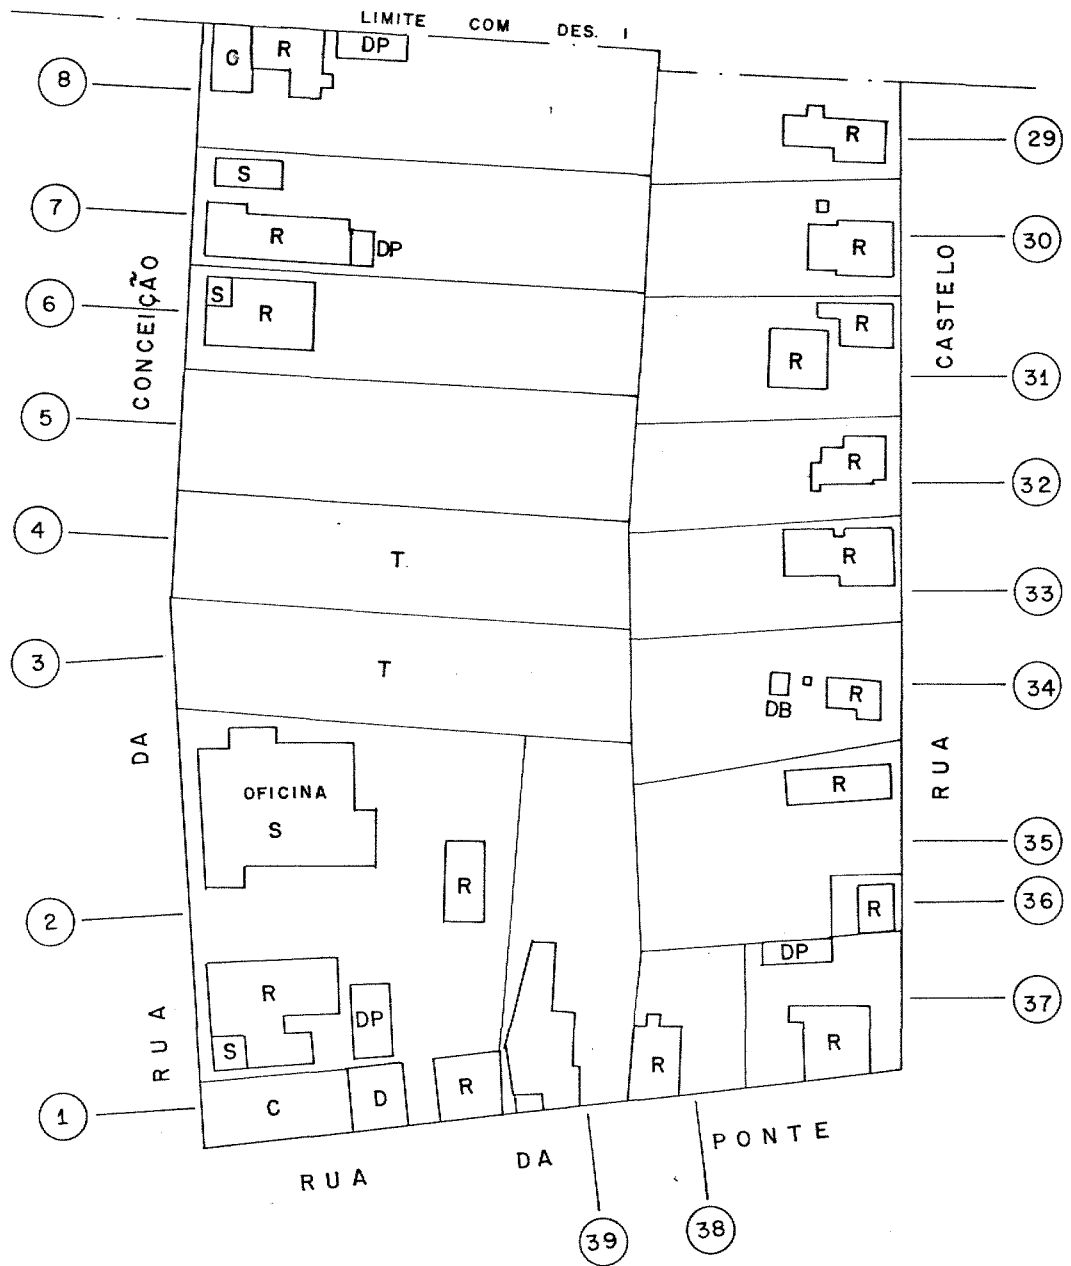 LIMITE COM DES. I
8
C R DP
R
29
S
7
R DP
R
30
6
S R
R
R
31
5
R
32
4
T
R
33
3
T
R
34
DB
OFICINA
S
R
35
2
R
R
36
R
DP
DP
S
R
37
1
C D R
R
RUA DA CONCEIÇÃO
RUA CASTELO
RUA DA PONTE
39
38